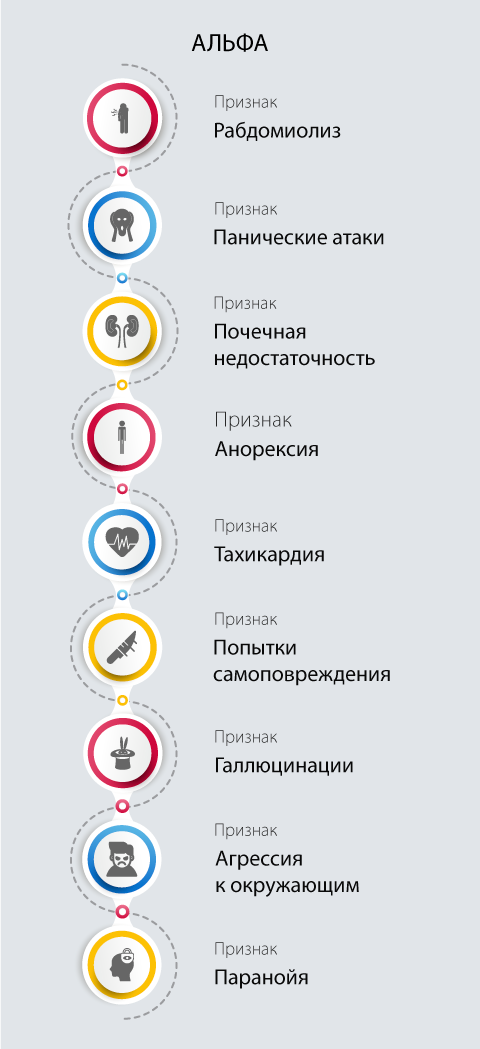 АЛЬФА
Признак
Рабдомиолиз
Признак
Панические атаки
Признак
Почечная
недостаточность
Признак
Анорексия
Признак
Тахикардия
Признак
Попытки
самоповреждения
Признак
Галлюцинации
Признак
Агрессия
к окружающим
Признак
Паранойя